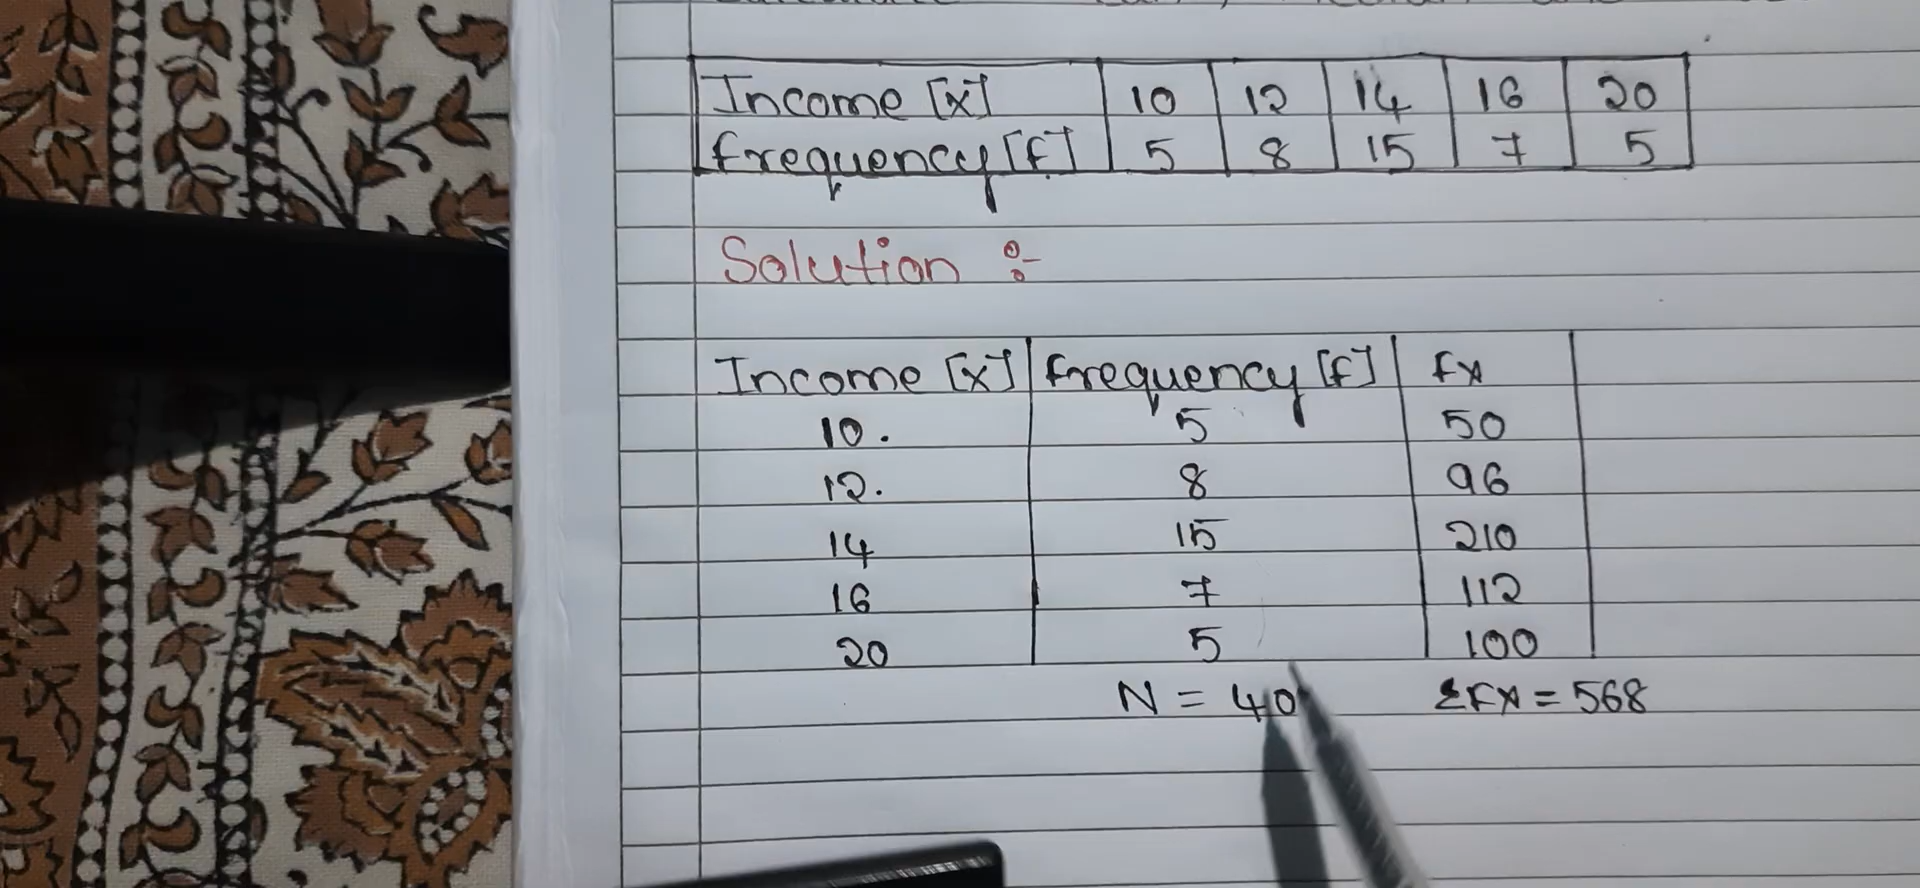 Income [x] 10 12 14 16 20
frequency [f] 5 8 15 7 5
Solution :-
Income [x] frequency [f] fx
10. 5 50
12. 8 96
14 15 210
16 7 112
20 5 100
N = 40 Σfx = 568